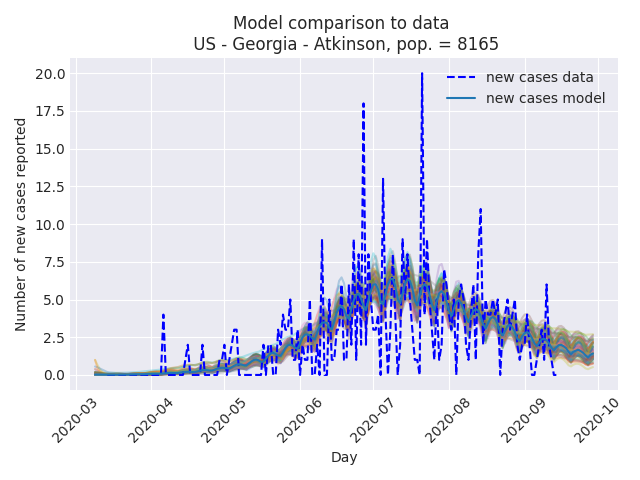 Model comparison to data
US - Georgia - Atkinson, pop. = 8165
20.0
17.5
15.0
12.5
10.0
7.5
5.0
2.5
0.0
Number of new cases reported
new cases data
new cases model
2020-03
2020-04
2020-05
2020-06
2020-07
2020-08
2020-09
2020-10
Day